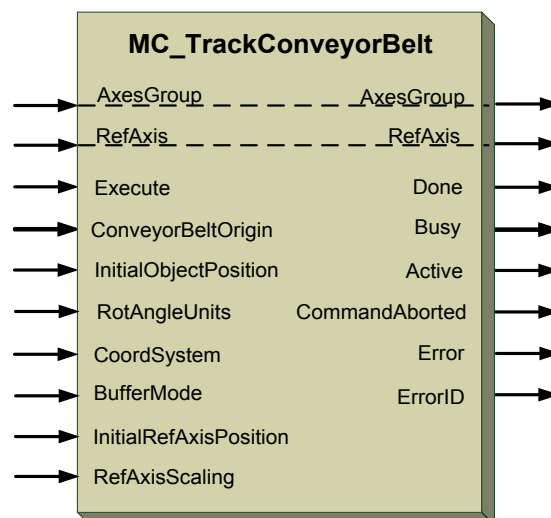 MC_TrackConveyorBelt
AxesGroup AxesGroup
RefAxis RefAxis
Execute Done
ConveyorBeltOrigin Busy
InitialObjectPosition Active
RotAngleUnits CommandAborted
CoordSystem Error
BufferMode ErrorID
InitialRefAxisPosition
RefAxisScaling